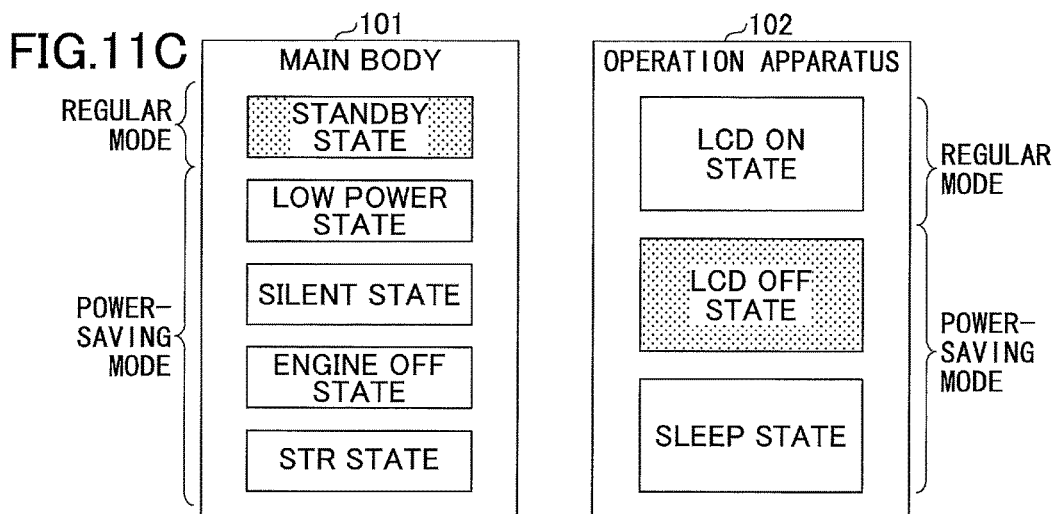 FIG.11C
101
MAIN BODY
REGULAR
MODE
STANDBY
STATE
LOW POWER
STATE
SILENT STATE
POWER-
SAVING
MODE
ENGINE OFF
STATE
STR STATE
102
OPERATION APPARATUS
LCD ON
STATE
REGULAR
MODE
LCD OFF
STATE
POWER-
SAVING
MODE
SLEEP STATE